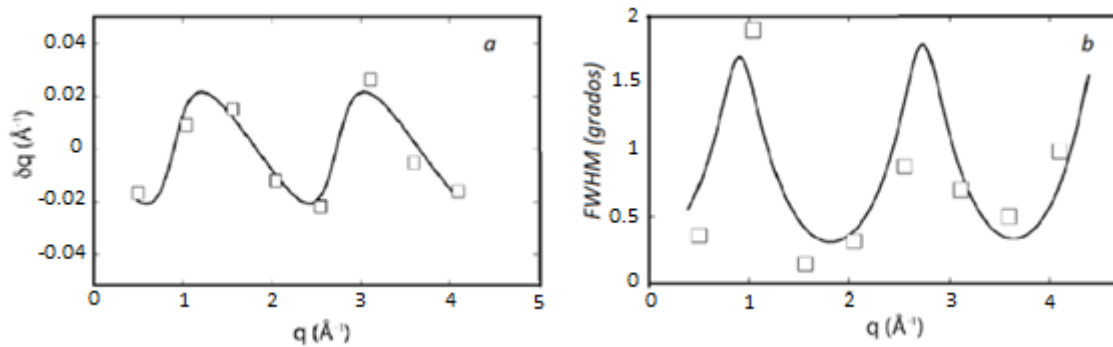 a
0.04
0.02
0
-0.02
-0.04
δq (Å⁻¹)
0 1 2 3 4 5
q (Å⁻¹)
b
2
1.5
1
0.5
0
FWHM (grados)
0 1 2 3 4
q (Å⁻¹)